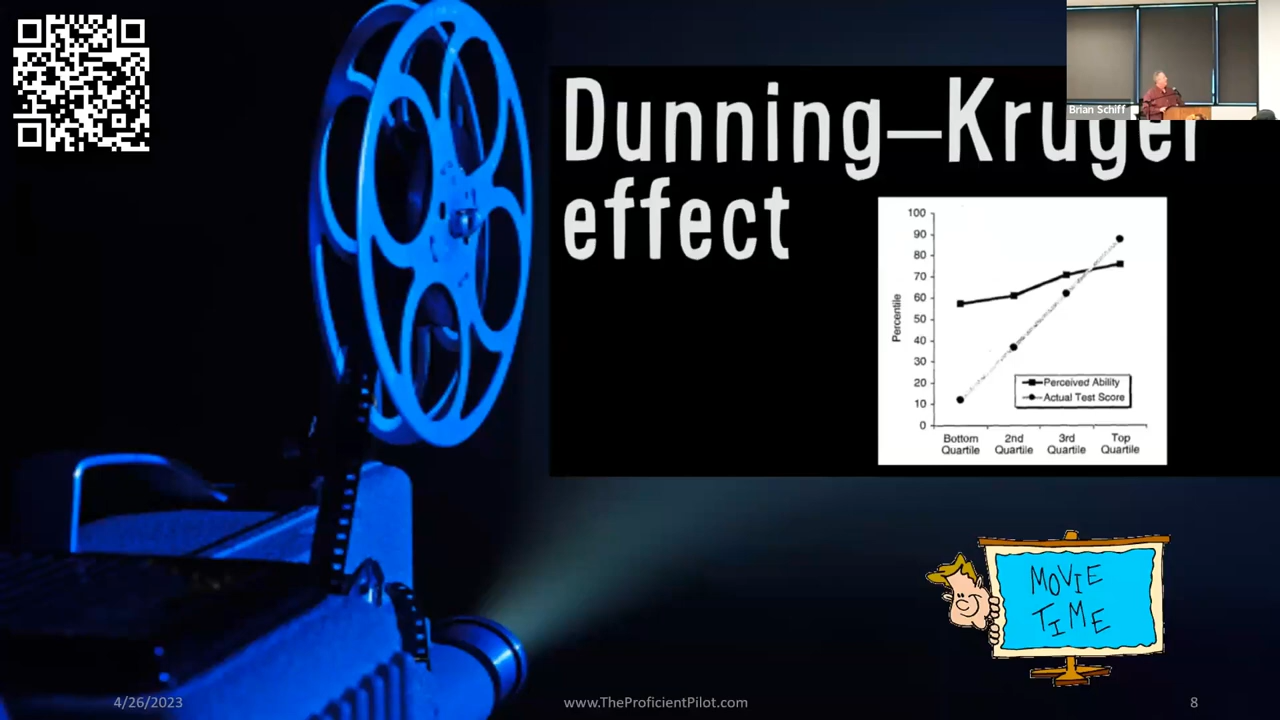 Brian Schiff
Dunning–Kruger
effect
100
90
80
70
60
50
40
30
20
10
0
Percentile
Perceived Ability
Actual Test Score
Bottom Quartile
2nd Quartile
3rd Quartile
Top Quartile
MOVIE
TIME
4/26/2023
www.TheProficientPilot.com
8